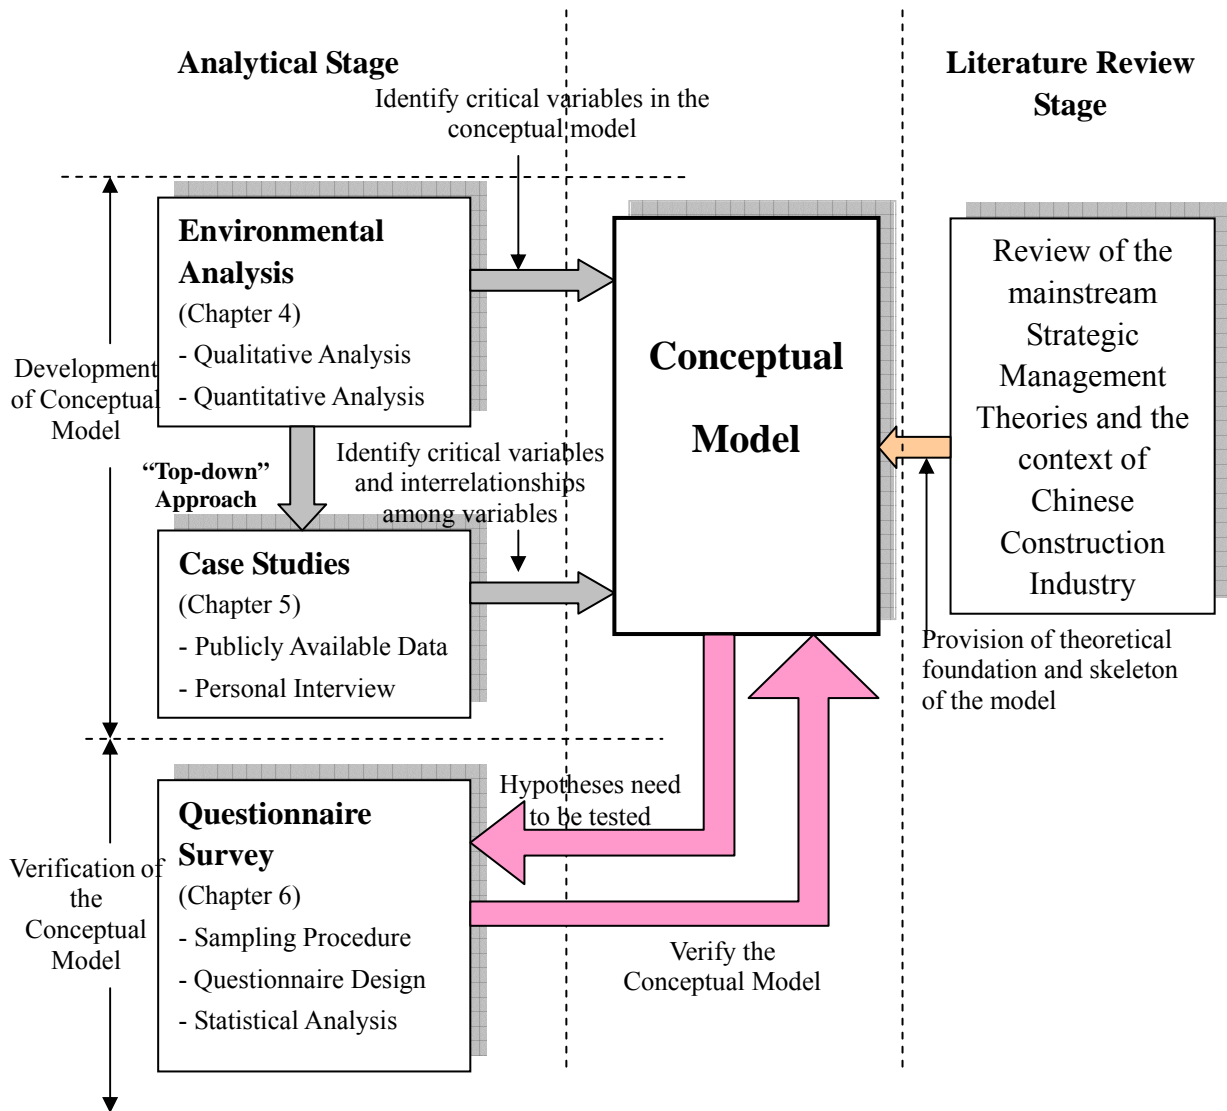 Analytical Stage
Literature Review
Stage
Identify critical variables in the
conceptual model
Environmental
Analysis
(Chapter 4)
- Qualitative Analysis
- Quantitative Analysis
Development
of Conceptual
Model
“Top-down”
Approach
Identify critical variables
and interrelationships
among variables
Case Studies
(Chapter 5)
- Publicly Available Data
- Personal Interview
Conceptual
Model
Review of the
mainstream
Strategic
Management
Theories and the
context of
Chinese
Construction
Industry
Provision of theoretical
foundation and skeleton
of the model
Hypotheses need
to be tested
Questionnaire
Survey
(Chapter 6)
- Sampling Procedure
- Questionnaire Design
- Statistical Analysis
Verification of
the
Conceptual
Model
Verify the
Conceptual Model